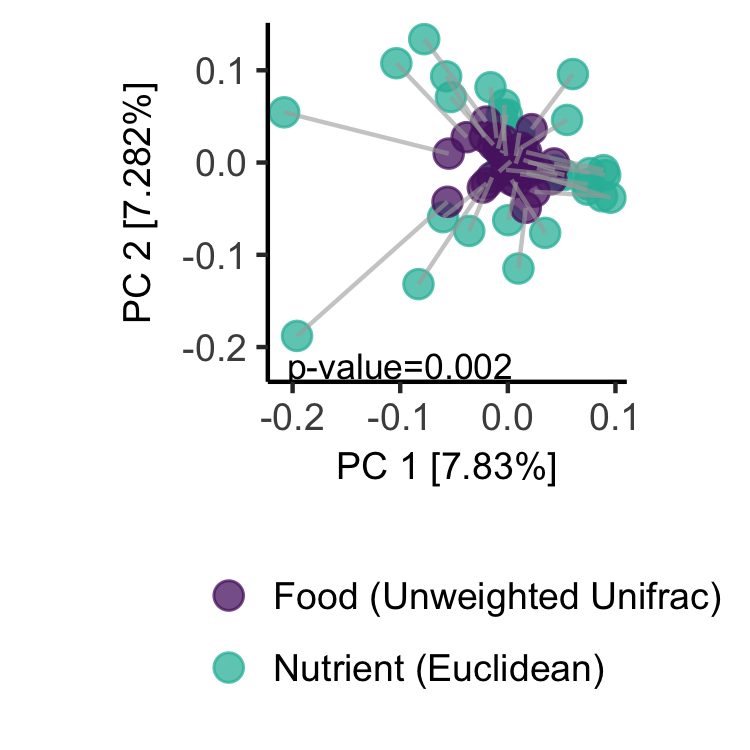 PC 2 [7.282%]
0.1
0.0
-0.1
-0.2
p-value=0.002
-0.2 -0.1 0.0 0.1
PC 1 [7.83%]
Food (Unweighted Unifrac)
Nutrient (Euclidean)